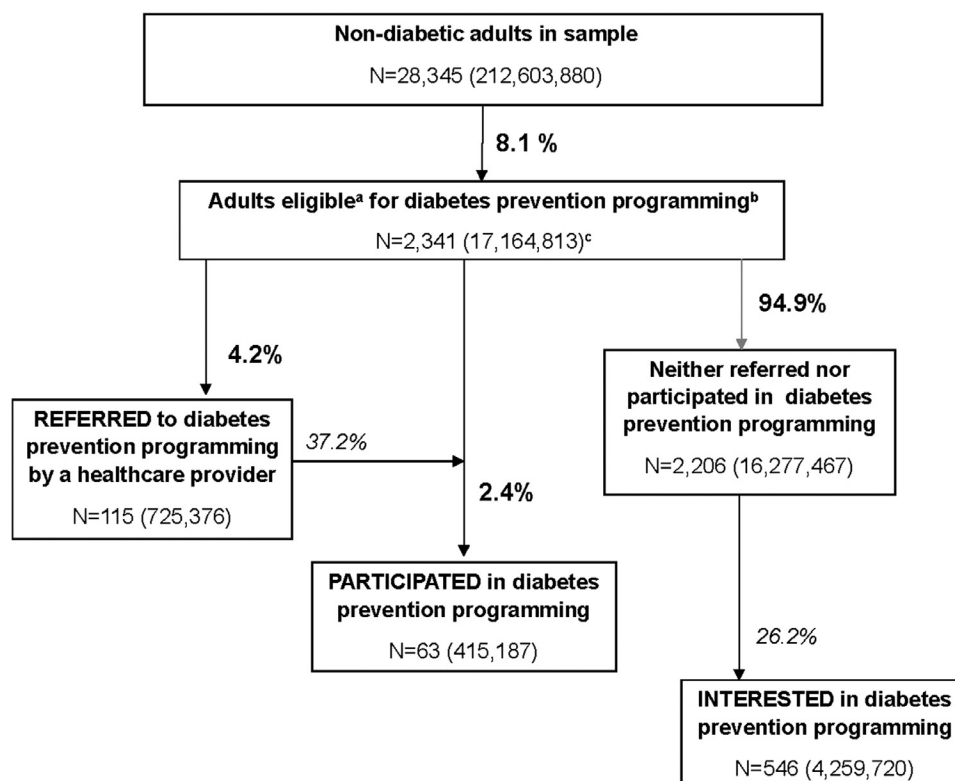 Non-diabetic adults in sample
N=28,345 (212,603,880)
8.1 %
Adults eligibleᵃ for diabetes prevention programmingᵇ
N=2,341 (17,164,813)ᶜ
94.9%
4.2%
Neither referred nor
participated in diabetes
prevention programming
N=2,206 (16,277,467)
REFERRED to diabetes
prevention programming
by a healthcare provider
N=115 (725,376)
37.2%
2.4%
PARTICIPATED in diabetes
prevention programming
N=63 (415,187)
26.2%
INTERESTED in diabetes
prevention programming
N=546 (4,259,720)